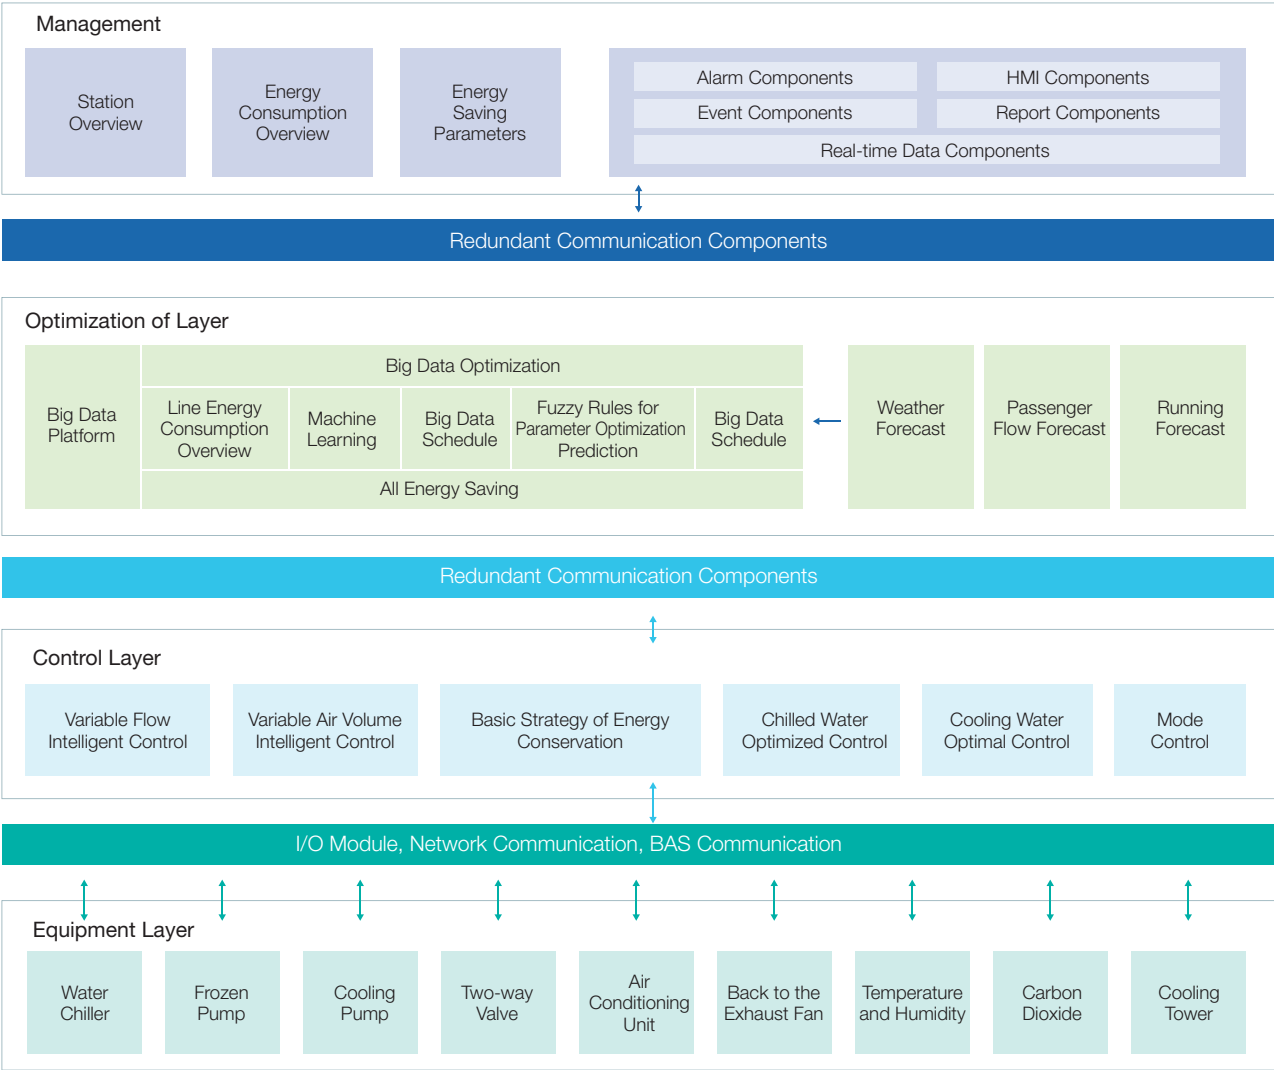 Management
Station
Overview
Energy
Consumption
Overview
Energy
Saving
Parameters
Alarm Components
HMI Components
Event Components
Report Components
Real-time Data Components
Redundant Communication Components
Optimization of Layer
Big Data
Platform
Big Data Optimization
Line Energy
Consumption
Overview
Machine
Learning
Big Data
Schedule
Fuzzy Rules for
Parameter Optimization
Prediction
Big Data
Schedule
All Energy Saving
Weather
Forecast
Passenger
Flow Forecast
Running
Forecast
Redundant Communication Components
Control Layer
Variable Flow
Intelligent Control
Variable Air Volume
Intelligent Control
Basic Strategy of Energy
Conservation
Chilled Water
Optimized Control
Cooling Water
Optimal Control
Mode
Control
I/O Module, Network Communication, BAS Communication
Equipment Layer
Water
Chiller
Frozen
Pump
Cooling
Pump
Two-way
Valve
Air
Conditioning
Unit
Back to the
Exhaust Fan
Temperature
and Humidity
Carbon
Dioxide
Cooling
Tower